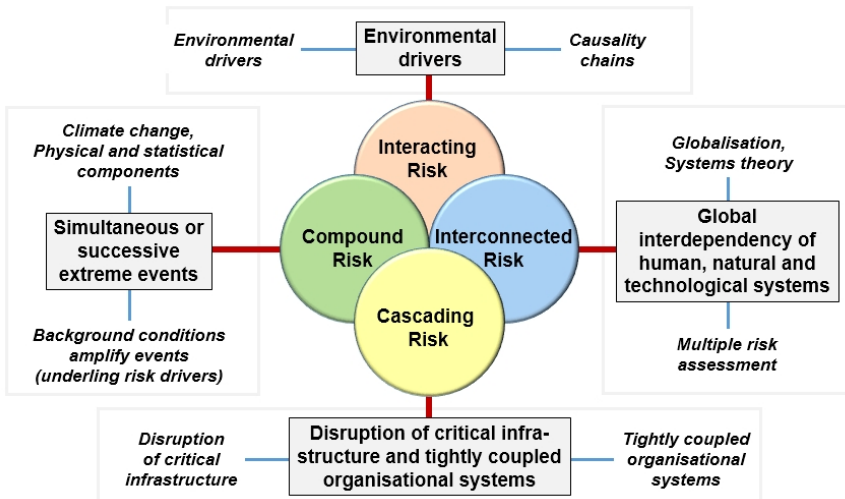 Environmental
drivers
Environmental
drivers
Causality
chains
Climate change,
Physical and statistical
components
Simultaneous or
successive
extreme events
Background conditions
amplify events
(underling risk drivers)
Interacting
Risk
Compound
Risk
Interconnected
Risk
Cascading
Risk
Globalisation,
Systems theory
Global
interdependency of
human, natural and
technological systems
Multiple risk
assessment
Disruption
of critical
infrastructure
Disruption of critical infra-
structure and tightly coupled
organisational systems
Tightly coupled
organisational
systems